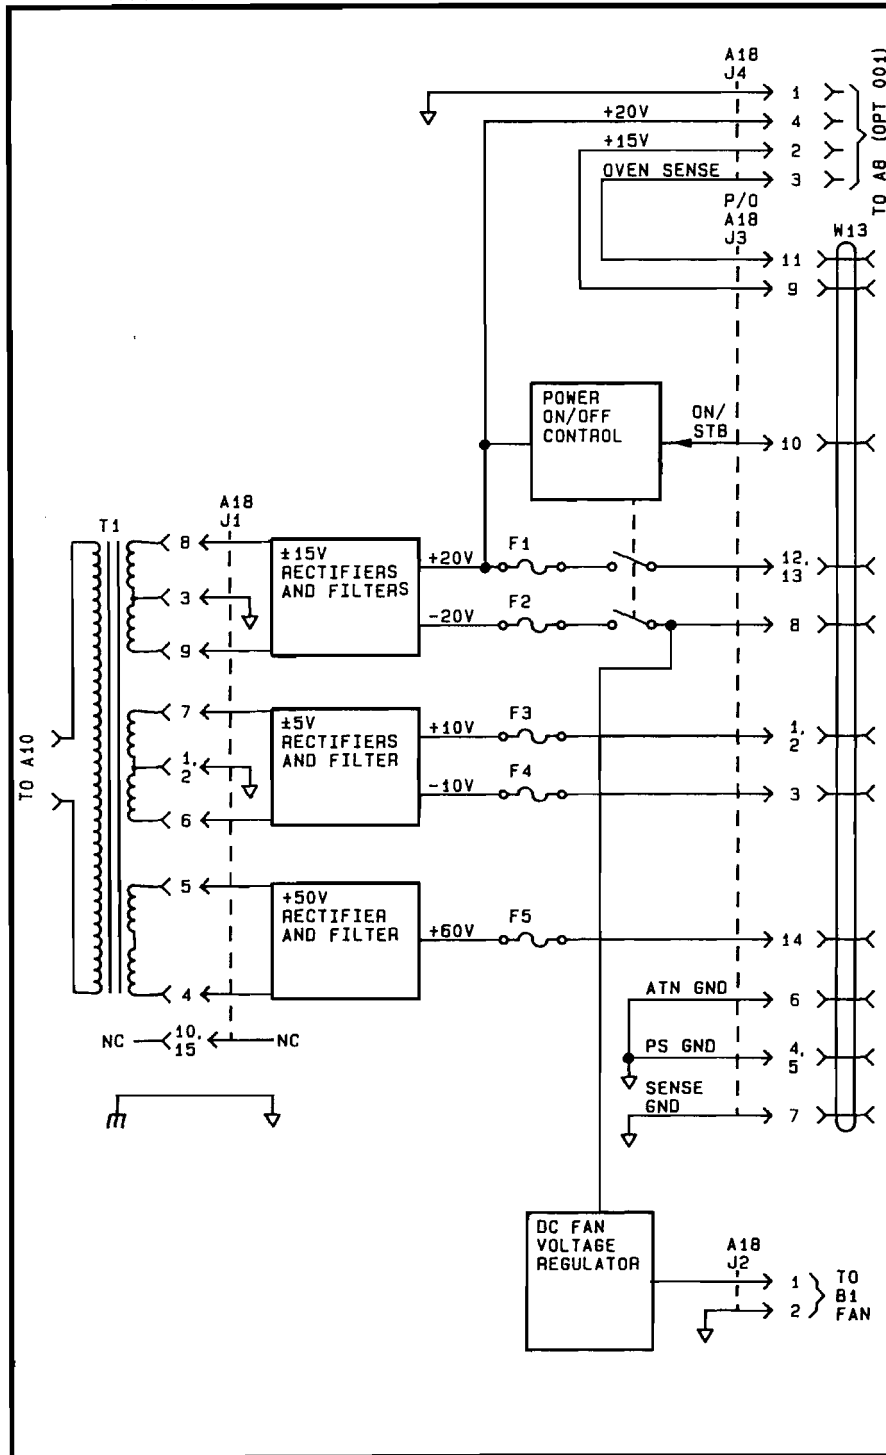 A18
J4
1
+20V
4
+15V
2
OVEN SENSE
3
TO A8 (OPT 001)
P/O
A18
J3
W13
11
9
POWER
ON/OFF
CONTROL
ON/
STB
10
A18
J1
T1
8
±15V
RECTIFIERS
AND FILTERS
+20V
F1
12,
13
3
-20V
F2
8
9
TO A10
7
±5V
RECTIFIERS
AND FILTER
+10V
F3
1,
2
1,
2
-10V
F4
3
6
5
+50V
RECTIFIER
AND FILTER
+60V
F5
14
4
ATN GND
6
NC
10,
15
NC
PS GND
4,
5
SENSE
GND
7
DC FAN
VOLTAGE
REGULATOR
A18
J2
1
2
TO
B1
FAN